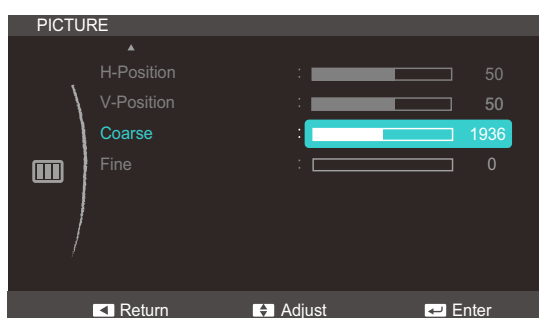 PICTURE
H-Position : 50
V-Position : 50
Coarse : 1936
Fine : 0
Return Adjust Enter